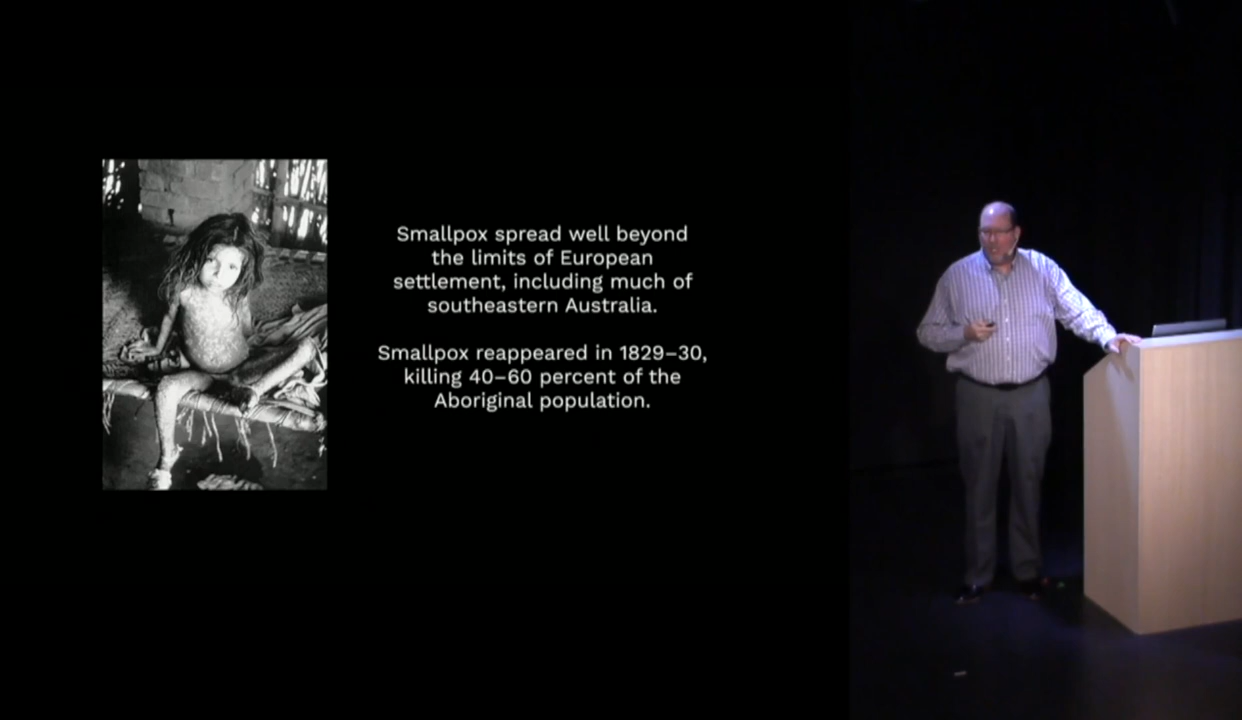 Smallpox spread well beyond
the limits of European
settlement, including much of
southeastern Australia.
Smallpox reappeared in 1829–30,
killing 40–60 percent of the
Aboriginal population.